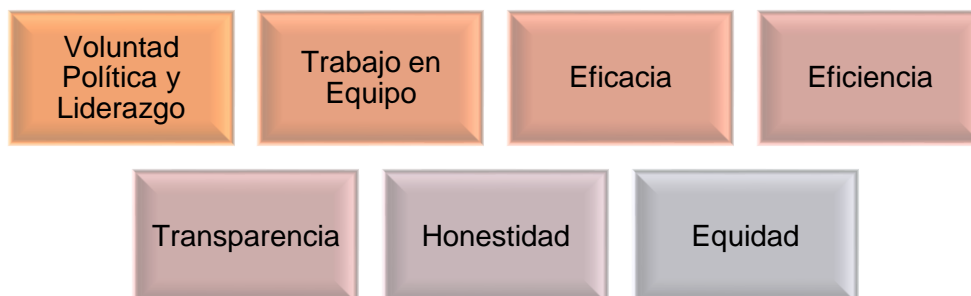 Voluntad
Política y
Liderazgo
Trabajo en
Equipo
Eficacia
Eficiencia
Transparencia
Honestidad
Equidad